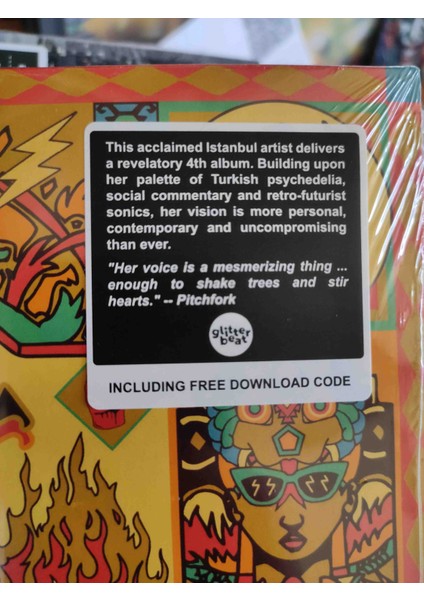 This acclaimed Istanbul artist delivers
a revelatory 4th album. Building upon
her palette of Turkish psychedelia,
social commentary and retro-futurist
sonics, her vision is more personal,
contemporary and uncompromising
than ever.
"Her voice is a mesmerizing thing ...
enough to shake trees and stir
hearts." -- Pitchfork
glitter
beat
INCLUDING FREE DOWNLOAD CODE